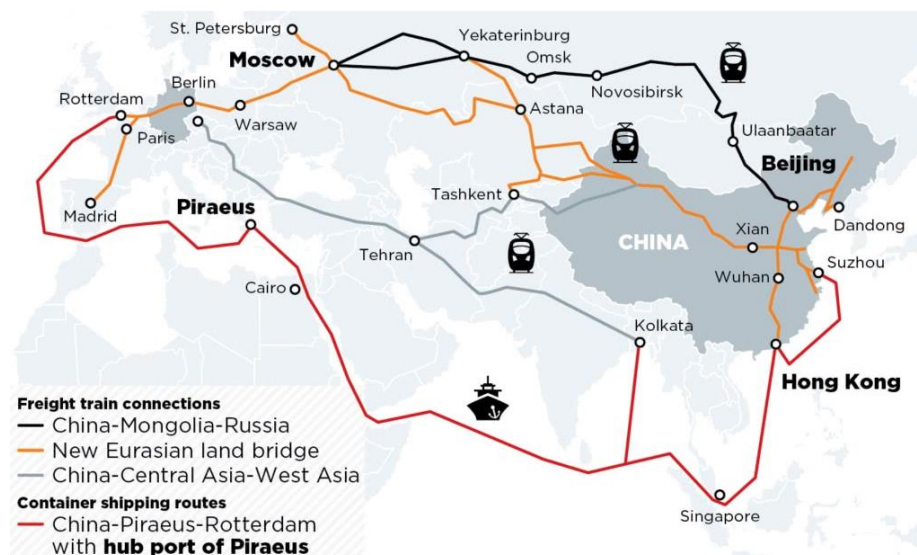 St. Petersburg
Yekaterinburg
Moscow
Omsk
Berlin
Novosibirsk
Rotterdam
Astana
Warsaw
Ulaanbaatar
Paris
Beijing
Tashkent
Madrid
Piraeus
Xian
Dandong
CHINA
Tehran
Suzhou
Wuhan
Cairo
Kolkata
Hong Kong
Freight train connections
China-Mongolia-Russia
New Eurasian land bridge
China-Central Asia-West Asia
Container shipping routes
China-Piraeus-Rotterdam
with hub port of Piraeus
Singapore